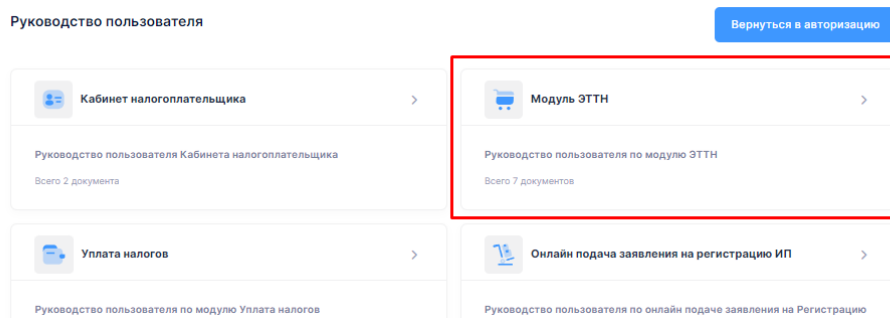 Руководство пользователя
Вернуться в авторизацию
Кабинет налогоплательщика
Руководство пользователя Кабинета налогоплательщика
Всего 2 документа
Модуль ЭТТН
Руководство пользователя по модулю ЭТТН
Всего 7 документов
Уплата налогов
Руководство пользователя по модулю Уплата налогов
Онлайн подача заявления на регистрацию ИП
Руководство пользователя по онлайн подаче заявления на Регистрацию